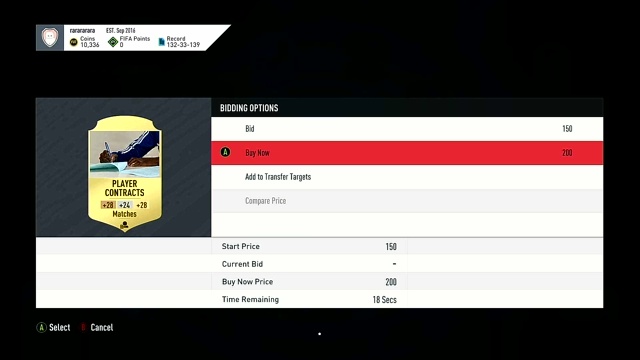 rararara EST. Sep 2016
Coins FIFA Points Record
10,336 0 132-33-139
BIDDING OPTIONS
Bid 150
A Buy Now 200
Add to Transfer Targets
Compare Price
PLAYER
CONTRACTS
+28 +24 +28
Matches
Start Price 150
Current Bid -
Buy Now Price 200
Time Remaining 18 Secs
A Select B Cancel